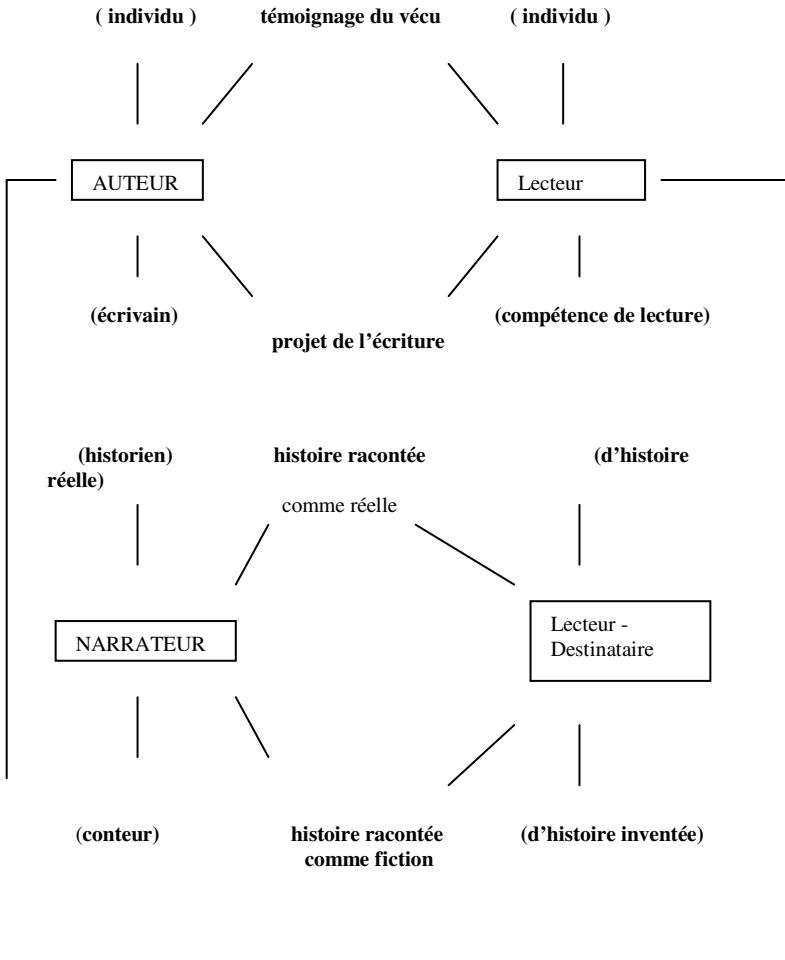 ( individu ) témoignage du vécu ( individu )
AUTEUR Lecteur
(écrivain) (compétence de lecture)
projet de l’écriture
(historien) histoire racontée (d’histoire
réelle)
comme réelle
Lecteur -
NARRATEUR
Destinataire
(conteur) histoire racontée (d’histoire inventée)
comme fiction